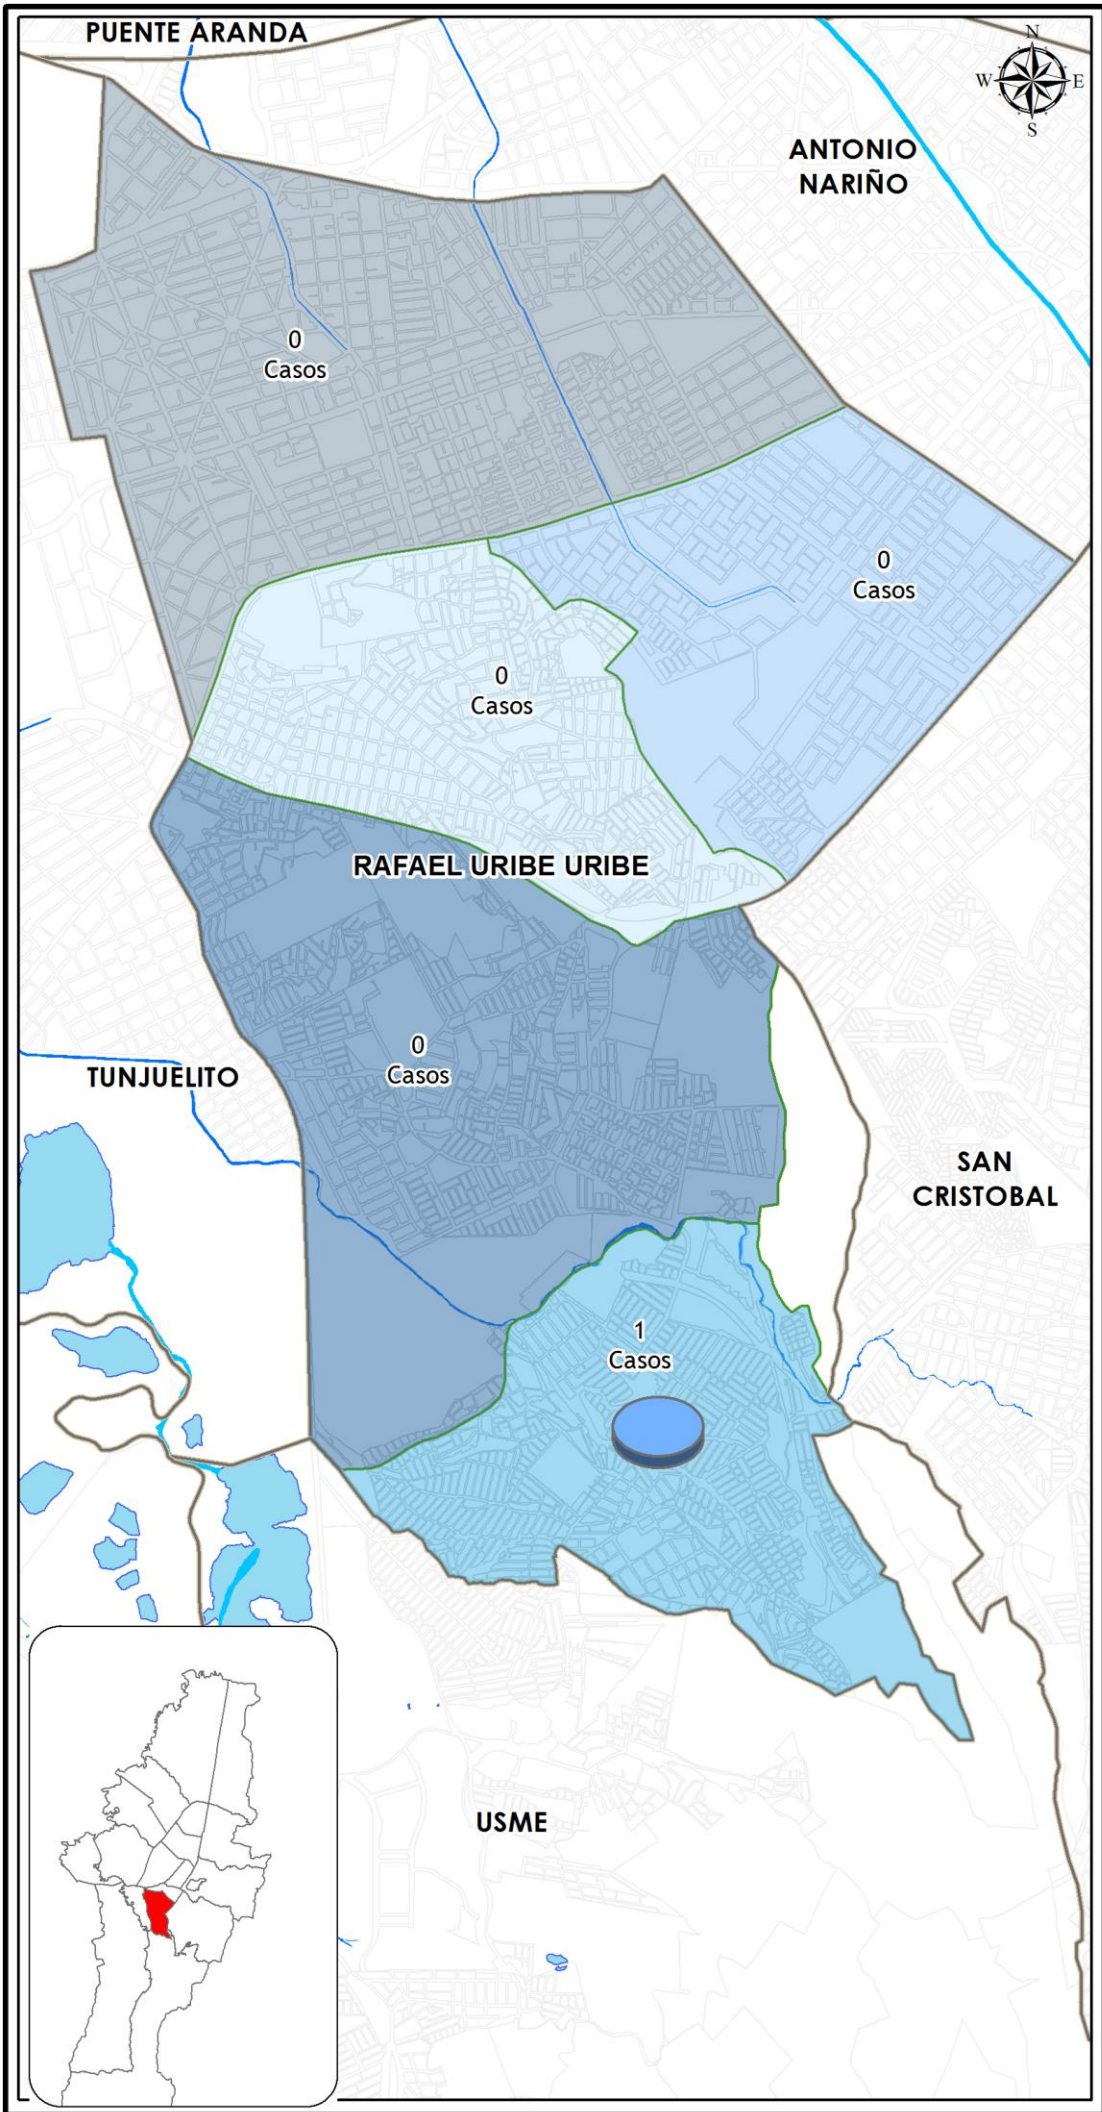 PUENTE ARANDA
N
W
E
S
ANTONIO
NARIÑO
0
Casos
0
Casos
0
Casos
RAFAEL URIBE URIBE
0
Casos
TUNJUELITO
SAN
CRISTOBAL
1
Casos
USME